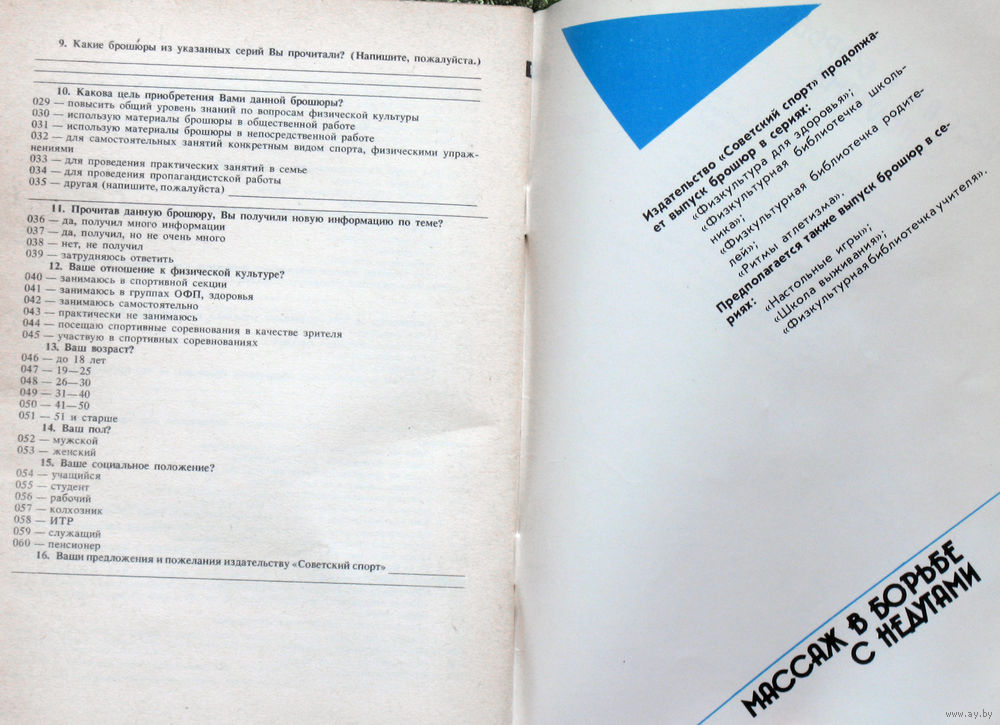 9. Какие брошюры из указанных серий Вы прочитали? (Напишите, пожалуйста.)
10. Какова цель приобретения Вами данной брошюры?
029 — повысить общий уровень знаний по вопросам физической культуры
030 — использую материалы брошюры в общественной работе
031 — использую материалы брошюры в непосредственной работе
032 — для самостоятельных занятий конкретным видом спорта, физическими упраж-
нениями
033 — для проведения практических занятий в семье
034 — для проведения пропагандистской работы
035 — другая (напишите, пожалуйста)
11. Прочитав данную брошюру, Вы получили новую информацию по теме?
036 — да, получил много информации
037 — да, получил, но не очень много
038 — нет, не получил
039 — затрудняюсь ответить
12. Ваше отношение к физической культуре?
040 — занимаюсь в спортивной секции
041 — занимаюсь в группах ОФП, здоровья
042 — занимаюсь самостоятельно
043 — практически не занимаюсь
044 — посещаю спортивные соревнования в качестве зрителя
045 — участвую в спортивных соревнованиях
13. Ваш возраст?
046 — до 18 лет
047 — 19—25
048 — 26—30
049 — 31—40
050 — 41—50
051 — 51 и старше
14. Ваш пол?
052 — мужской
053 — женский
15. Ваше социальное положение?
054 — учащийся
055 — студент
056 — рабочий
057 — колхозник
058 — ИТР
059 — служащий
060 — пенсионер
16. Ваши предложения и пожелания издательству «Советский спорт»
Издательство «Советский спорт» продолжа-
ет выпуск брошюр в сериях:
«Физкультура для здоровья»;
«Физкультурная библиотечка школь-
ника»;
«Физкультурная библиотечка родите-
лей»;
«Ритмы атлетизма».
Предполагается также выпуск брошюр в се-
риях:
«Настольные игры»;
«Школа выживания»;
«Физкультурная библиотечка учителя».
МАССАЖ В БОРЬБЕ
С НЕДУГАМИ
www.ay.by